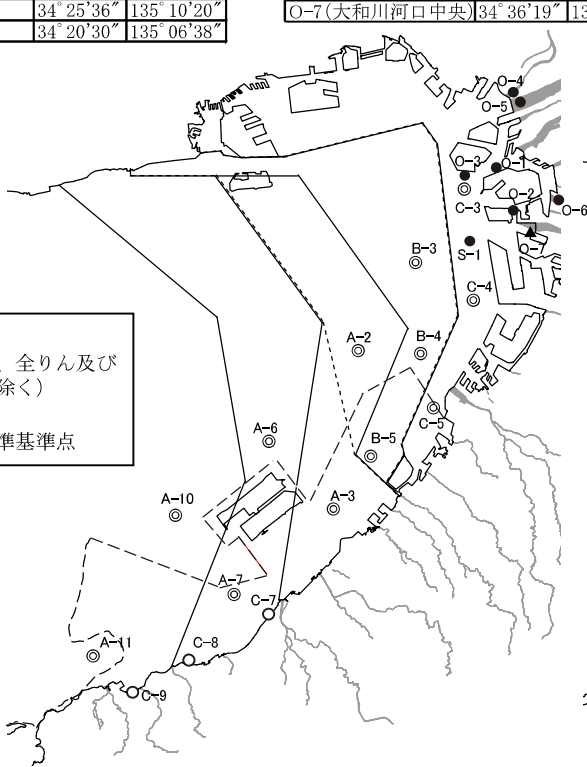 34°25′36″ 135°10′20″ O-7(大和川河口中央) 34°36′19″ 13
34°20′30″ 135°06′38″
O-4
O-5
O-3
O-1
C-3
O-2
O-6
O-7
S-1
B-3
C-4
、全りん及び
除く)
A-2
B-4
準基準点
C-5
A-6
B-5
A-10
A-3
A-7
C-7
A-11
C-8
C-9